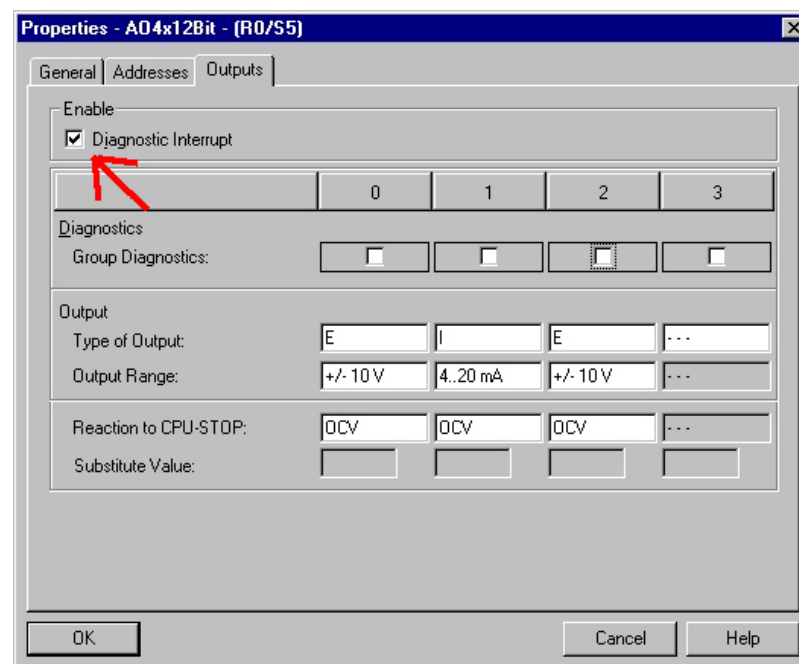 Properties - AO4x12Bit - (R0/S5)
General Addresses Outputs
Enable
Diagnostic Interrupt
0 1 2 3
Diagnostics
Group Diagnostics:
Output
Type of Output: E I E - - -
Output Range: +/- 10 V 4..20 mA +/- 10 V - - -
Reaction to CPU-STOP: OCV OCV OCV - - -
Substitute Value:
OK Cancel Help